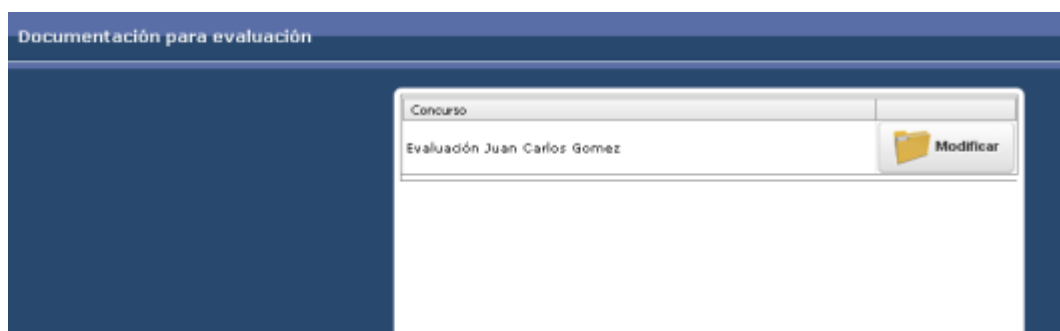 Documentación para evaluación
Concurso
Evaluación Juan Carlos Gomez
Modificar